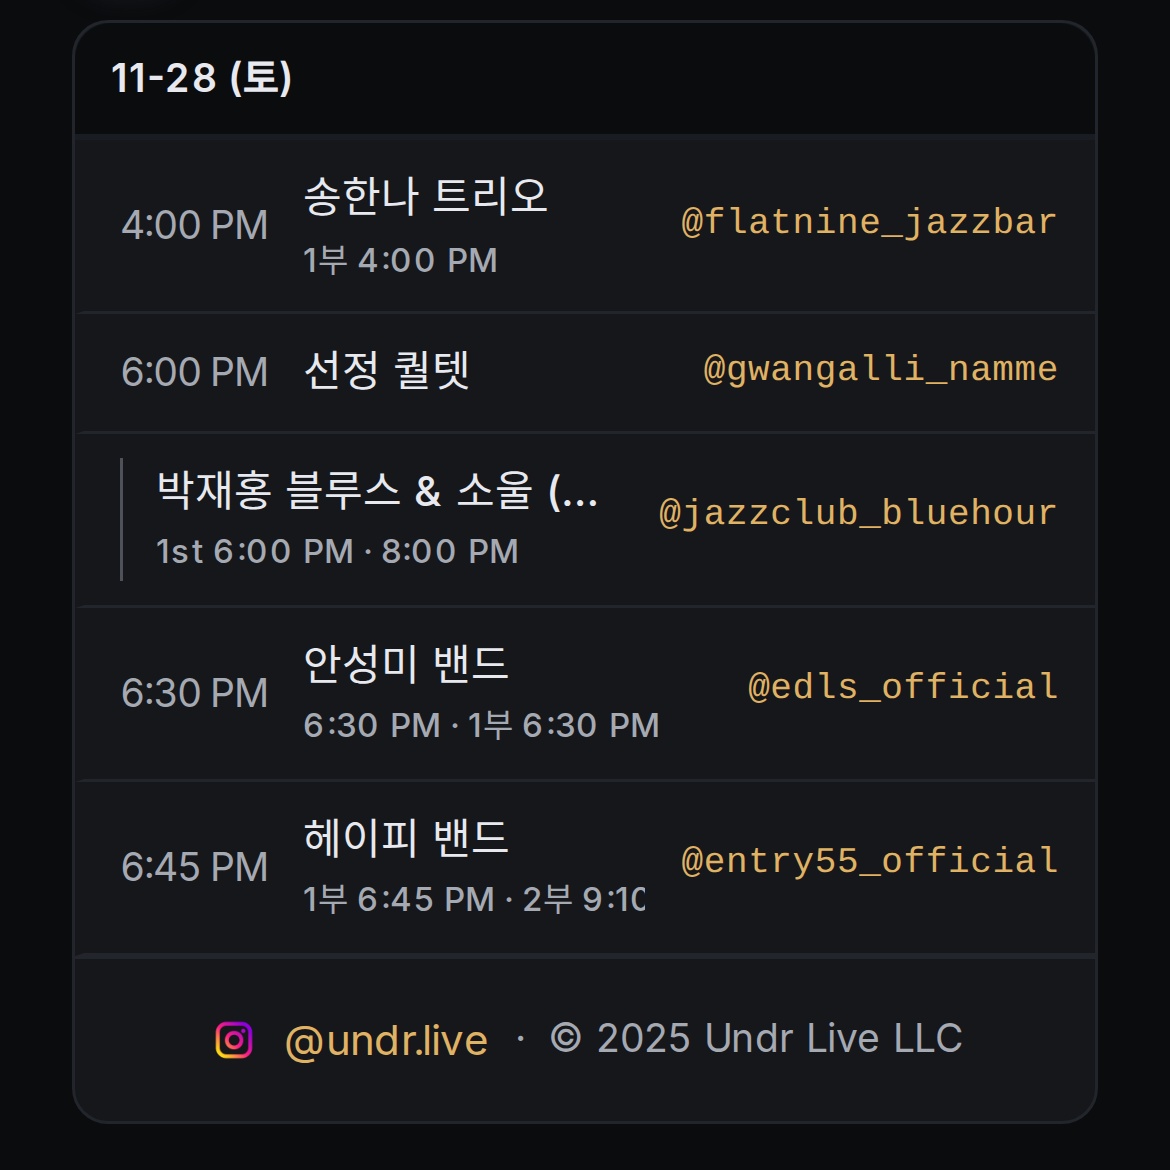 11-28 (토)
4:00 PM
송한나 트리오
1부 4:00 PM
@flatnine_jazzbar
6:00 PM
선정 퀄텟
@gwangalli_namme
박재홍 블루스 & 소울 (...
1st 6:00 PM · 8:00 PM
@jazzclub_bluehour
6:30 PM
안성미 밴드
6:30 PM · 1부 6:30 PM
@edls_official
6:45 PM
헤이피 밴드
1부 6:45 PM · 2부 9:10
@entry55_official
@undr.live · © 2025 Undr Live LLC